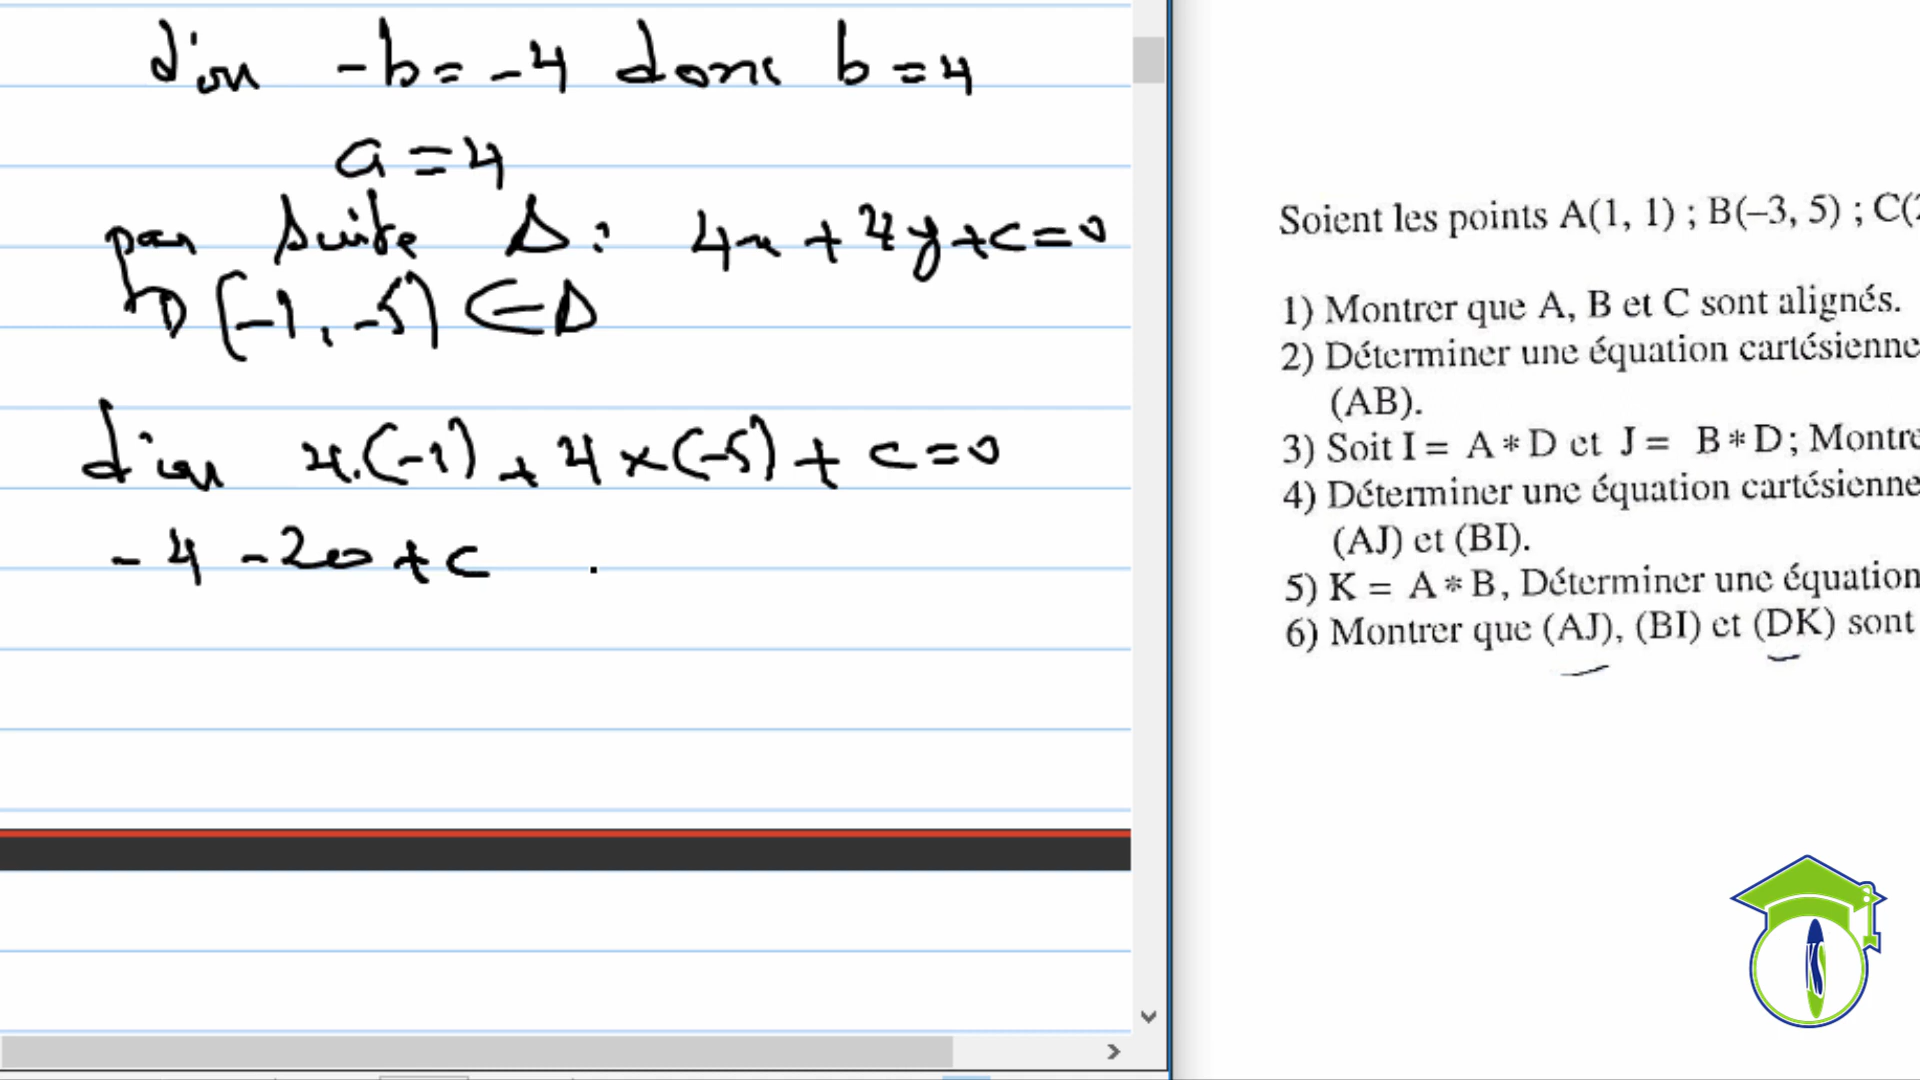 d'où -b = -4 donc b = 4
a = 4
par suite Δ : 4x + 4y + c = 0
D (-1, -5) ∈ Δ
d'où 4.(-1) + 4 × (-5) + c = 0
- 4 - 20 + c
Soient les points A(1, 1) ; B(–3, 5) ; C(2
1) Montrer que A, B et C sont alignés.
2) Déterminer une équation cartésienne
(AB).
3) Soit I = A * D et J = B * D ; Montre
4) Déterminer une équation cartésienne
(AJ) et (BI).
5) K = A * B, Déterminer une équation
6) Montrer que (AJ), (BI) et (DK) sont